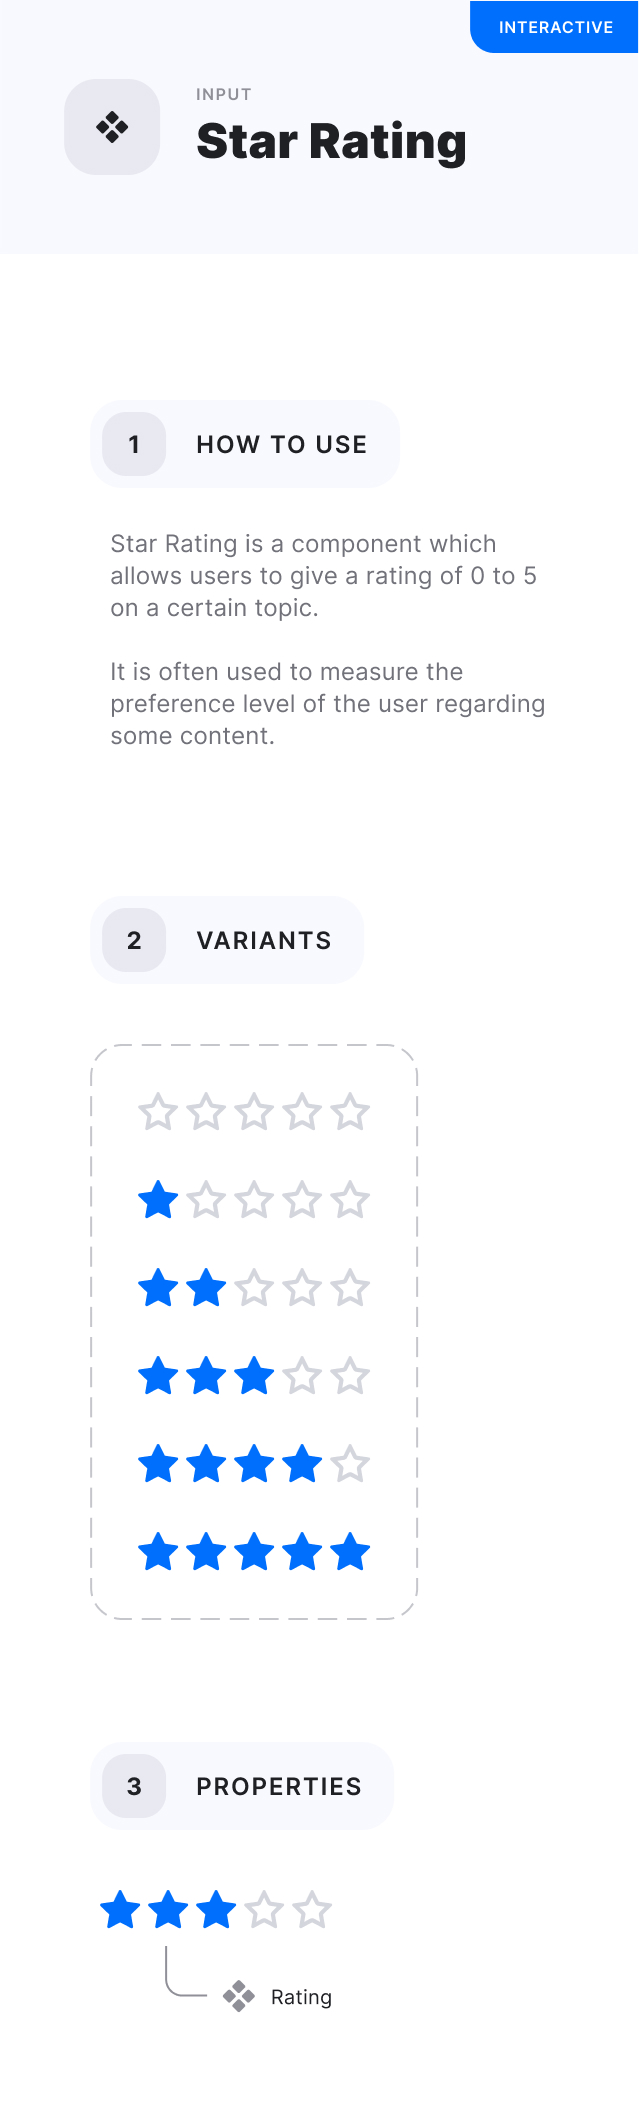 INTERACTIVE
INPUT
Star Rating
1
HOW TO USE
Star Rating is a component which
allows users to give a rating of 0 to 5
on a certain topic.
It is often used to measure the
preference level of the user regarding
some content.
2
VARIANTS
3
PROPERTIES
Rating